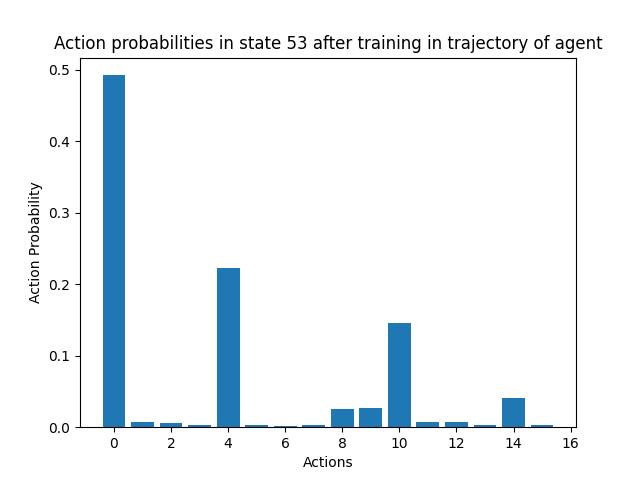 Action probabilities in state 53 after training in trajectory of agent
0.5
0.4
0.3
0.2
0.1
0.0
Action Probability
0 2 4 6 8 10 12 14 16
Actions